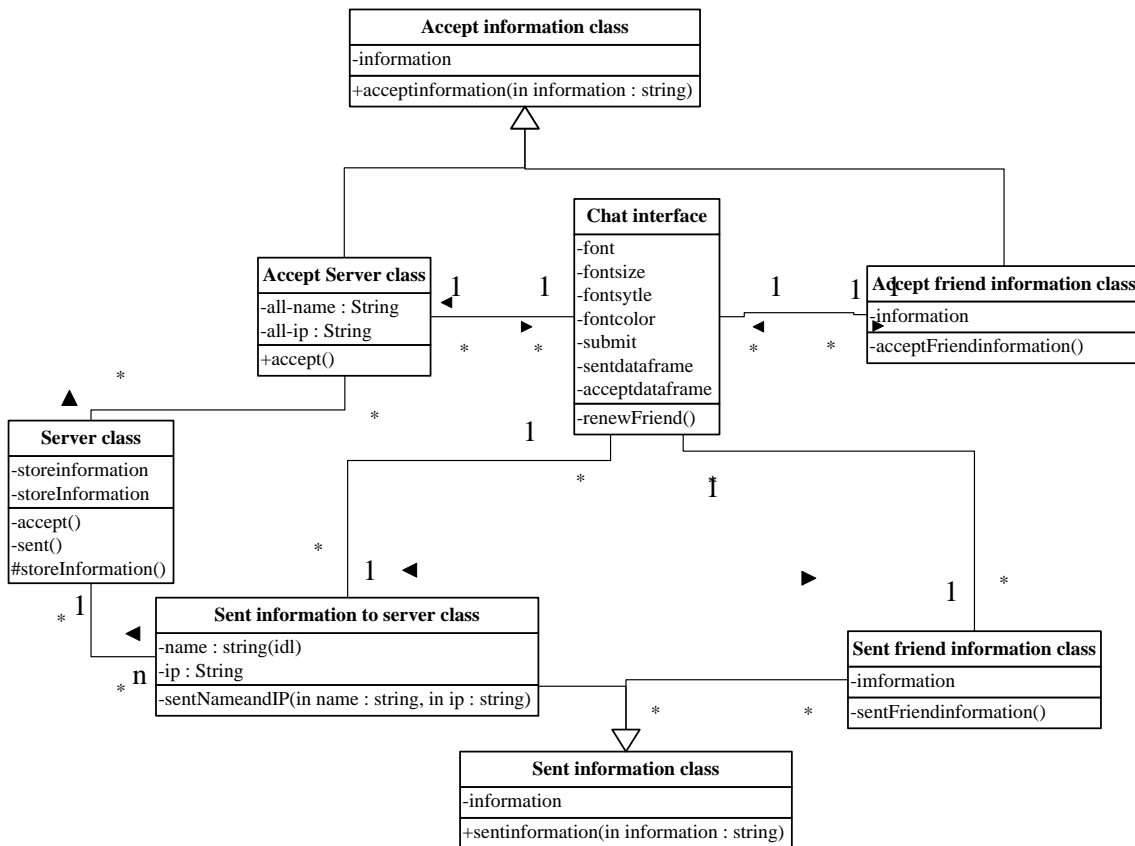 Accept information class
-information
+acceptinformation(in information : string)
Chat interface
-font
-fontsize
-fontsytle
-fontcolor
-submit
-sentdataframe
-acceptdataframe
-renewFriend()
Accept Server class
-all-name : String
-all-ip : String
+accept()
1
1
*
*
1
1
1
*
*
Accept friend information class
-information
-acceptFriendinformation()
*
*
Server class
-storeinformation
-storeInformation
-accept()
-sent()
#storeInformation()
1
*
1
*
*
1
*
1
1
*
n
*
Sent information to server class
-name : string(idl)
-ip : String
-sentNameandIP(in name : string, in ip : string)
Sent friend information class
-imformation
-sentFriendinformation()
*
*
Sent information class
-information
+sentinformation(in information : string)